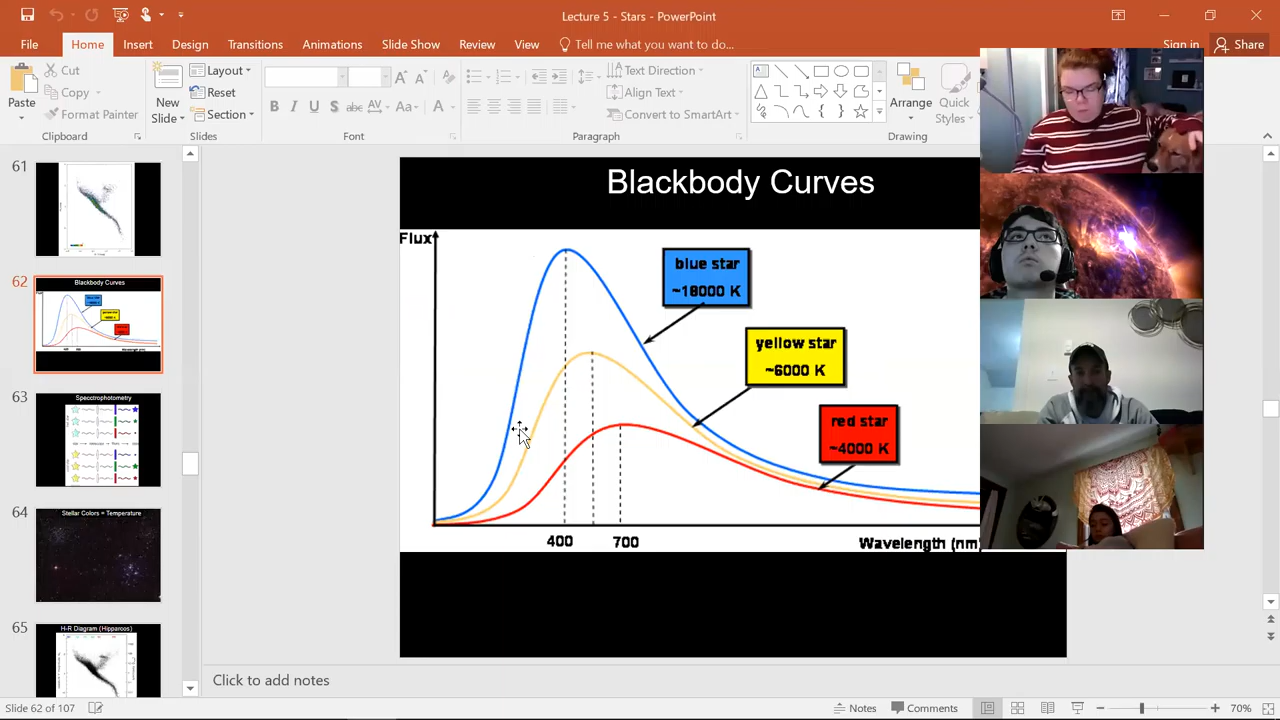 Lecture 5 - Stars - PowerPoint
File Home Insert Design Transitions Animations Slide Show Review View Tell me what you want to do... Sign in Share
Paste
Cut
Copy
Format Painter
Clipboard
New Slide
Layout
Reset
Section
Slides
B I U S abc AV Aa A
Font
Text Direction
Align Text
Convert to SmartArt
Paragraph
Arrange
Quick Styles
Drawing
61
62
Blackbody Curves
63
Specctrophotometry
64
Stellar Colors = Temperature
65
H-R Diagram (Hipparcos)
Blackbody Curves
Flux
blue star
~18000 K
yellow star
~6000 K
red star
~4000 K
400
700
Wavelength (nm)
Click to add notes
Slide 62 of 107
Notes
Comments
70%